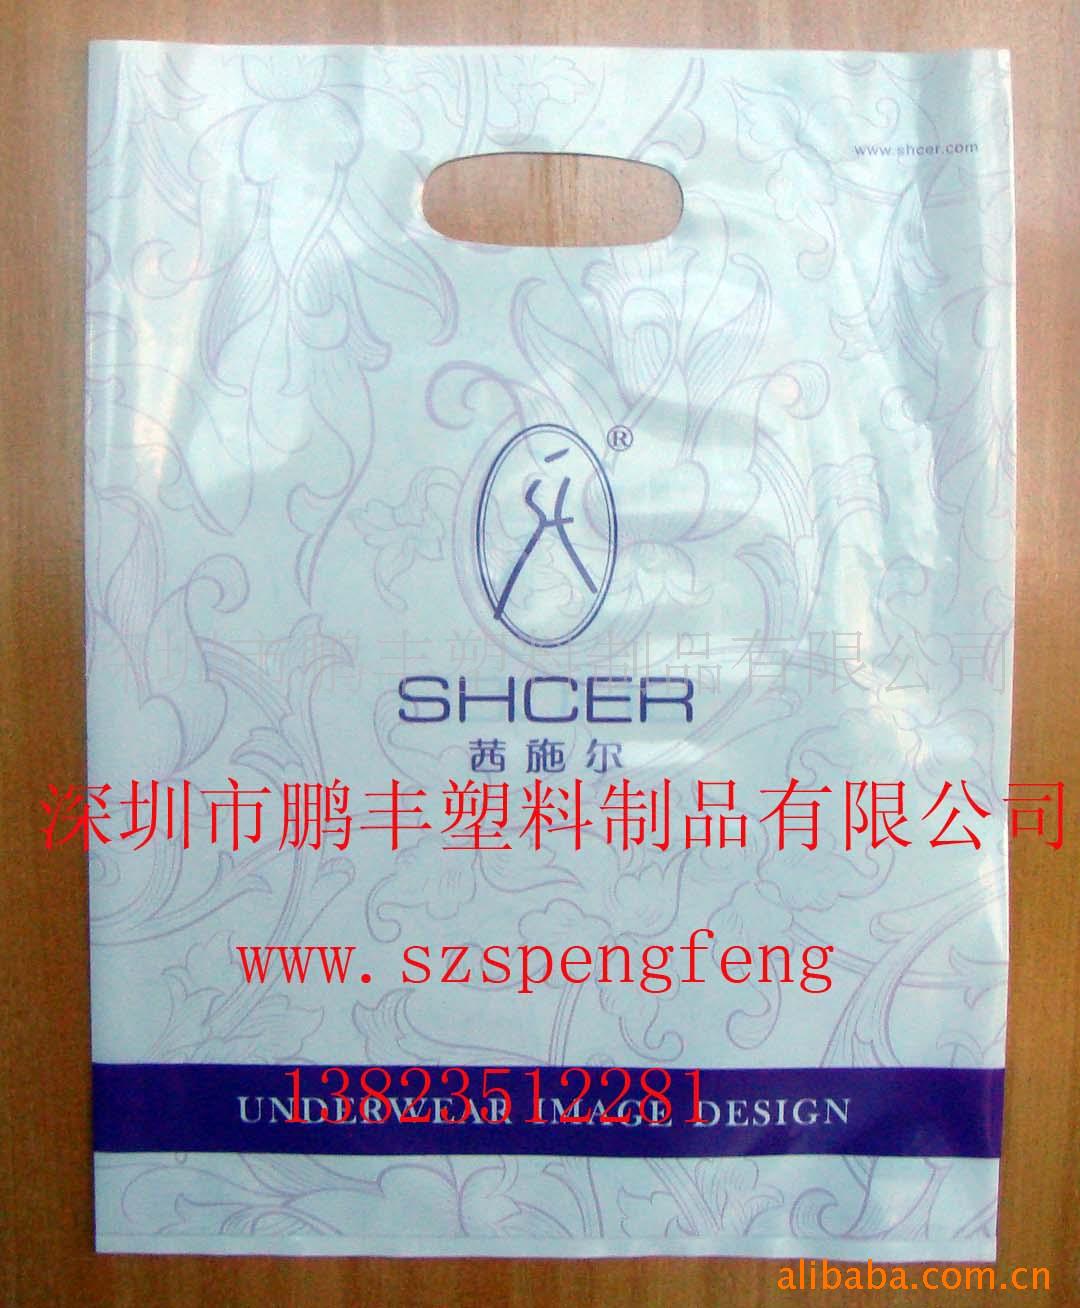 www.shcer.com
®
深圳市鹏丰塑料制品有限公司
SHCER
茜施尔
深圳市鹏丰塑料制品有限公司
www.szspengfeng
13823512281
UNDERWEAR IMAGE DESIGN
alibaba.com.cn